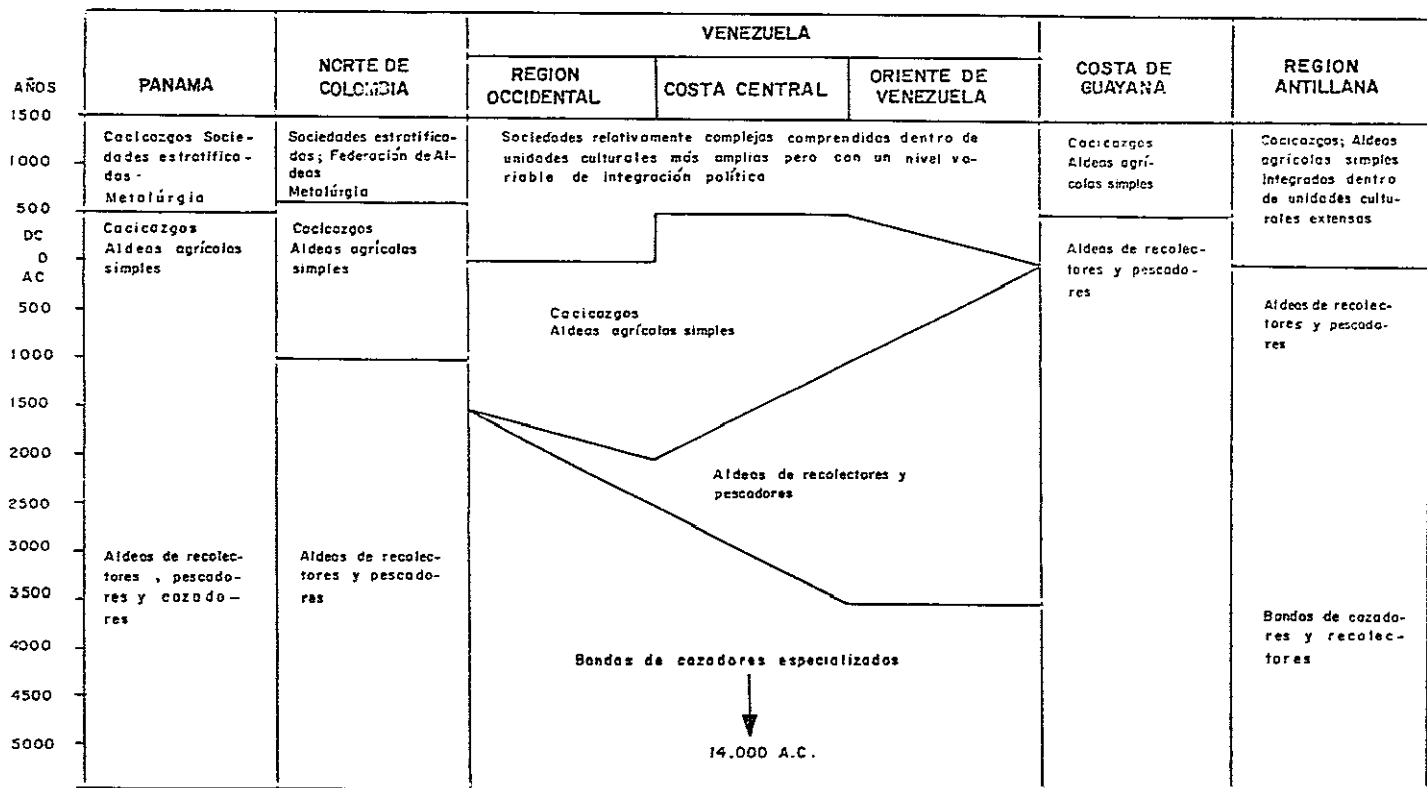 VENEZUELA
AÑOS
PANAMA
NORTE DE
COLOMBIA
REGION
OCCIDENTAL
COSTA CENTRAL
ORIENTE DE
VENEZUELA
COSTA DE
GUAYANA
REGION
ANTILLANA
1500
1000
500
DC
0
AC
500
1000
1500
2000
2500
3000
3500
4000
4500
5000
Cacicazgos Socie-
dades estratifica-
das-
Metalúrgia
Cacicazgos
Aldeas agrícolas
simples
Aldeas de recolec-
tores , pescado-
res y cazado-
res
Sociedades estratifica-
das; Federación de Al-
deas
Metalúrgia
Cacicazgos
Aldeas agrícolas
simples
Aldeas de recolec-
tores y pescado-
res
Sociedades relativamente complejas comprendidas dentro de
unidades culturales más amplias pero con un nivel va-
riable de integración política
Cacicazgos
Aldeas agrícolas simples
Aldeas de recolectores y
pescadores
Bandas de cazadores especializados
14.000 A.C.
Cacicazgos
Aldeas agrí-
colas simples
Aldeas de recolec-
tores y pescado-
res
Cacicazgos; Aldeas
agrícolas simples
Integradas dentro
de unidades cultu-
rales extensas
Aldeas de recolec-
tores y pescado-
res
Bandas de cazado-
res y recolec-
tores